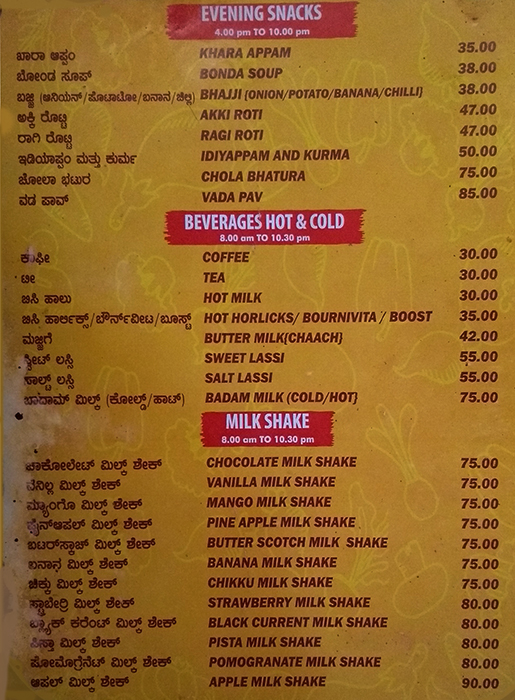 EVENING SNACKS
4.00 pm TO 10.00 pm
ಖಾರಾ ಆಪ್ಪಂ KHARA APPAM 35.00
ಬೋಂಡ ಸೂಪ್ BONDA SOUP 38.00
ಬಜ್ಜಿ (ಆನಿಯನ್/ಪೊಟಾಟೋ/ಬನಾನ/ಚಿಲ್ಲಿ) BHAJJI (ONION/POTATO/BANANA/CHILLI) 38.00
ಅಕ್ಕಿ ರೊಟ್ಟಿ AKKI ROTI 47.00
ರಾಗಿ ರೊಟ್ಟಿ RAGI ROTI 47.00
ಇಡಿಯಾಪ್ಪಂ ಮತ್ತು ಕುರ್ಮ IDIYAPPAM AND KURMA 50.00
ಚೋಲಾ ಭಟುರ CHOLA BHATURA 75.00
ವಡ ಪಾವ್ VADA PAV 85.00
BEVERAGES HOT & COLD
8.00 am TO 10.30 pm
ಕಾಫೀ COFFEE 30.00
ಟೀ TEA 30.00
ಬಿಸಿ ಹಾಲು HOT MILK 30.00
ಬಿಸಿ ಹಾರ್ಲಿಕ್ಸ್/ಬೌರ್ನ್‌ವೀಟ/ಬೂಸ್ಟ್ HOT HORLICKS/ BOURNIVITA / BOOST 35.00
ಮಜ್ಜಿಗೆ BUTTER MILK(CHAACH) 42.00
ಸ್ವೀಟ್ ಲಸ್ಸಿ SWEET LASSI 55.00
ಸಾಲ್ಟ್ ಲಸ್ಸಿ SALT LASSI 55.00
ಬಾದಾಮ್ ಮಿಲ್ಕ್ (ಕೋಲ್ಡ್/ಹಾಟ್) BADAM MILK (COLD/HOT) 75.00
MILK SHAKE
8.00 am TO 10.30 pm
ಚಾಕೋಲೇಟ್ ಮಿಲ್ಕ್ ಶೇಕ್ CHOCOLATE MILK SHAKE 75.00
ವೆನಿಲ್ಲ ಮಿಲ್ಕ್ ಶೇಕ್ VANILLA MILK SHAKE 75.00
ಮ್ಯಾಂಗೊ ಮಿಲ್ಕ್ ಶೇಕ್ MANGO MILK SHAKE 75.00
ಪೈನ್‌ಆಪಲ್ ಮಿಲ್ಕ್ ಶೇಕ್ PINE APPLE MILK SHAKE 75.00
ಬಟರ್‌ಸ್ಕಾಚ್ ಮಿಲ್ಕ್ ಶೇಕ್ BUTTER SCOTCH MILK SHAKE 75.00
ಬನಾನ ಮಿಲ್ಕ್ ಶೇಕ್ BANANA MILK SHAKE 75.00
ಚಿಕ್ಕು ಮಿಲ್ಕ್ ಶೇಕ್ CHIKKU MILK SHAKE 75.00
ಸ್ಟ್ರಾಬೇರ್ರಿ ಮಿಲ್ಕ್ ಶೇಕ್ STRAWBERRY MILK SHAKE 80.00
ಬ್ಲ್ಯಾಕ್ ಕರೆಂಟ್ ಮಿಲ್ಕ್ ಶೇಕ್ BLACK CURRENT MILK SHAKE 80.00
ಪಿಸ್ತಾ ಮಿಲ್ಕ್ ಶೇಕ್ PISTA MILK SHAKE 80.00
ಪೋಮೊಗ್ರೆನೆಟ್ ಮಿಲ್ಕ್ ಶೇಕ್ POMOGRANATE MILK SHAKE 80.00
ಆಪಲ್ ಮಿಲ್ಕ್ ಶೇಕ್ APPLE MILK SHAKE 90.00